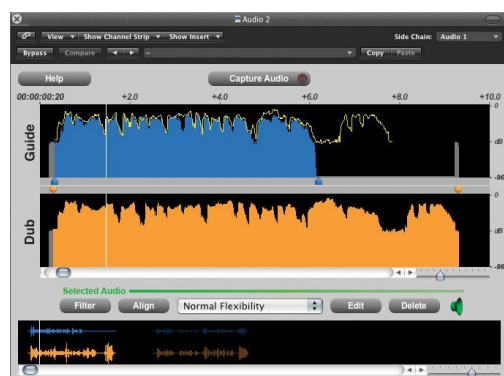 Audio 2
View Show Channel Strip Show Insert Side Chain: Audio 1
Bypass Compare - Copy Paste
Help Capture Audio
00:00:00:20 +2.0 +4.0 +6.0 +8.0 +10.0
Guide
0
dB
-96
Dub
0
dB
-96
Selected Audio
Filter Align Normal Flexibility Edit Delete